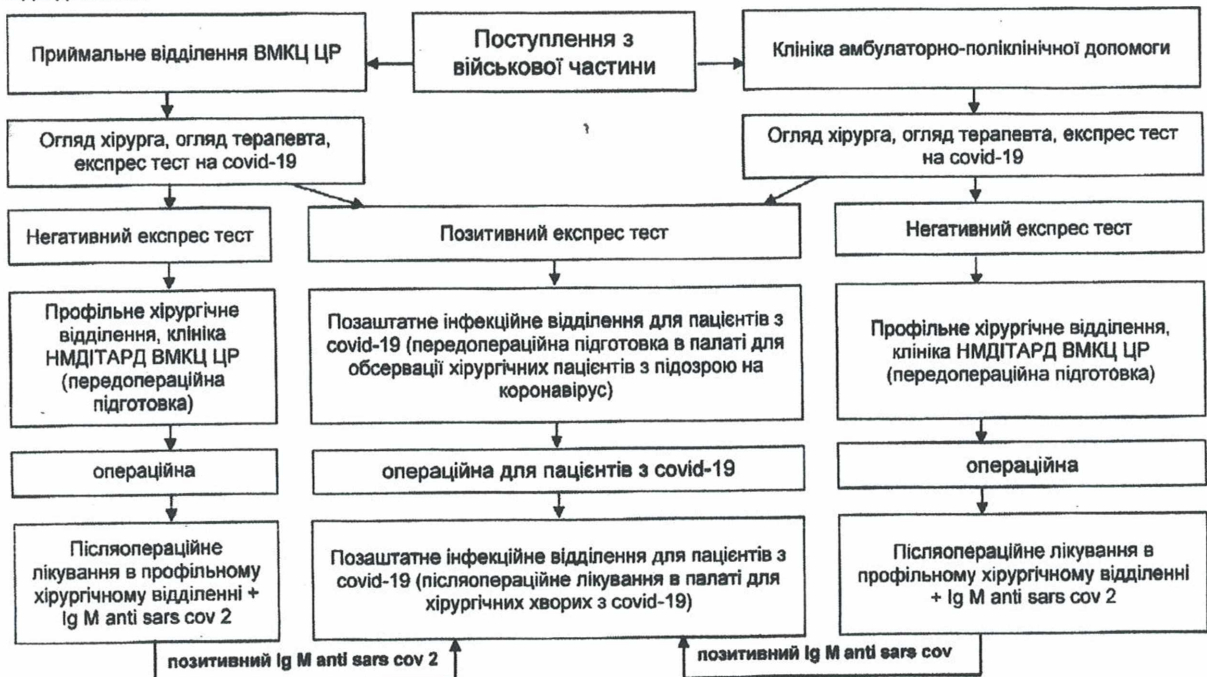 Приймальне відділення ВМКЦ ЦР
Поступлення з
військової частини
Клініка амбулаторно-поліклінічної допомоги
Огляд хірурга, огляд терапевта,
експрес тест на covid-19
Огляд хірурга, огляд терапевта, експрес тест
на covid-19
Негативний експрес тест
Позитивний експрес тест
Негативний експрес тест
Профільне хірургічне
відділення, клініка
НМДІТАРД ВМКЦ ЦР
(передопераційна
підготовка)
Позаштатне інфекційне відділення для пацієнтів з
covid-19 (передопераційна підготовка в палаті для
обсервації хірургічних пацієнтів з підозрою на
коронавірус)
Профільне хірургічне відділення,
клініка НМДІТАРД ВМКЦ ЦР
(передопераційна підготовка)
операційна
операційна для пацієнтів з covid-19
операційна
Післяопераційне
лікування в профільному
хірургічному відділенні +
Ig M anti sars cov 2
Позаштатне інфекційне відділення для пацієнтів з
covid-19 (післяопераційне лікування в палаті для
хірургічних хворих з covid-19)
Післяопераційне лікування в
профільному хірургічному відділенні
+ Ig M anti sars cov 2
позитивний Ig M anti sars cov 2
позитивний Ig M anti sars cov